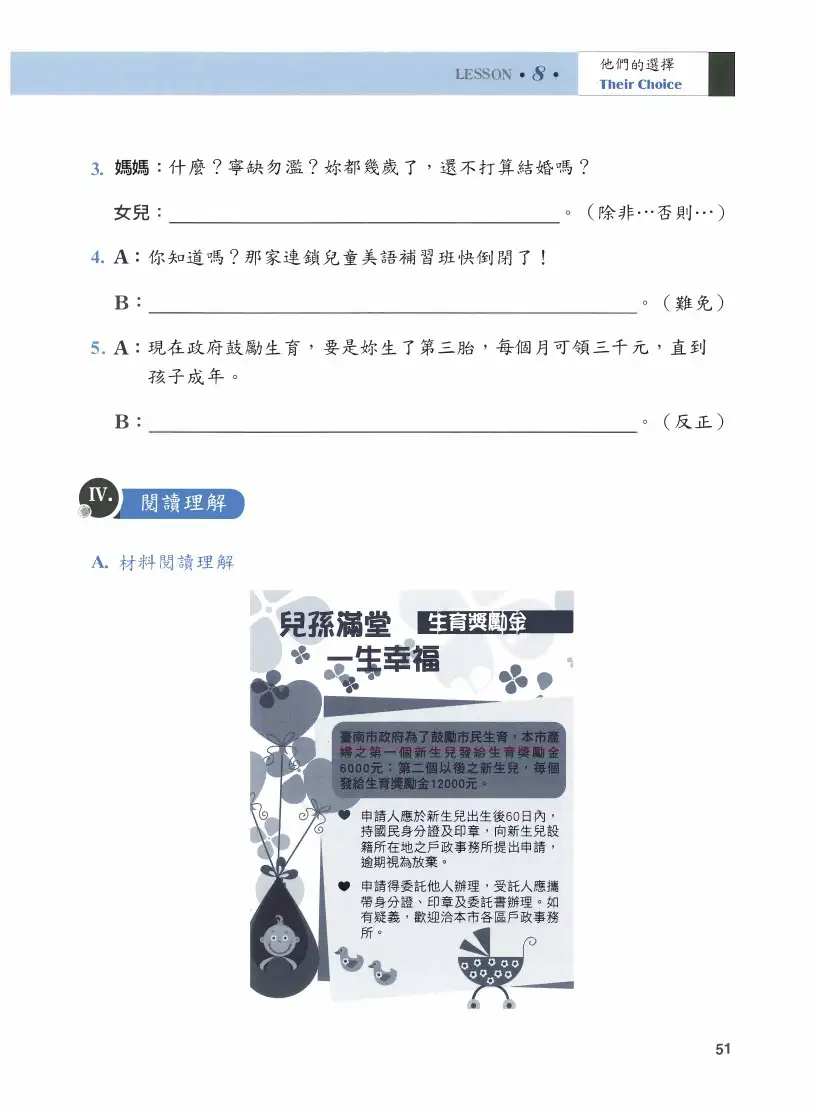 LESSON • 8 •
他們的選擇
Their Choice
3. 媽媽：什麼？寧缺勿濫？妳都幾歲了，還不打算結婚嗎？
女兒：＿＿＿＿＿＿＿＿＿＿＿＿＿＿＿＿＿＿。（除非…否則…）
4. A：你知道嗎？那家連鎖兒童美語補習班快倒閉了！
B：＿＿＿＿＿＿＿＿＿＿＿＿＿＿＿＿＿＿＿＿＿＿。（難免）
5. A：現在政府鼓勵生育，要是妳生了第三胎，每個月可領三千元，直到
孩子成年。
B：＿＿＿＿＿＿＿＿＿＿＿＿＿＿＿＿＿＿＿＿＿＿。（反正）
IV. 閱讀理解
A. 材料閱讀理解
兒孫滿堂 生育獎勵金
一生幸福
臺南市政府為了鼓勵市民生育，本市產
婦之第一個新生兒發給生育獎勵金
6000元；第二個以後之新生兒，每個
發給生育獎勵金12000元。
申請人應於新生兒出生後60日內，
持國民身分證及印章，向新生兒設
籍所在地之戶政事務所提出申請，
逾期視為放棄。
申請得委託他人辦理，受託人應攜
帶身分證、印章及委託書辦理。如
有疑義，歡迎洽本市各區戶政事務
所。
51